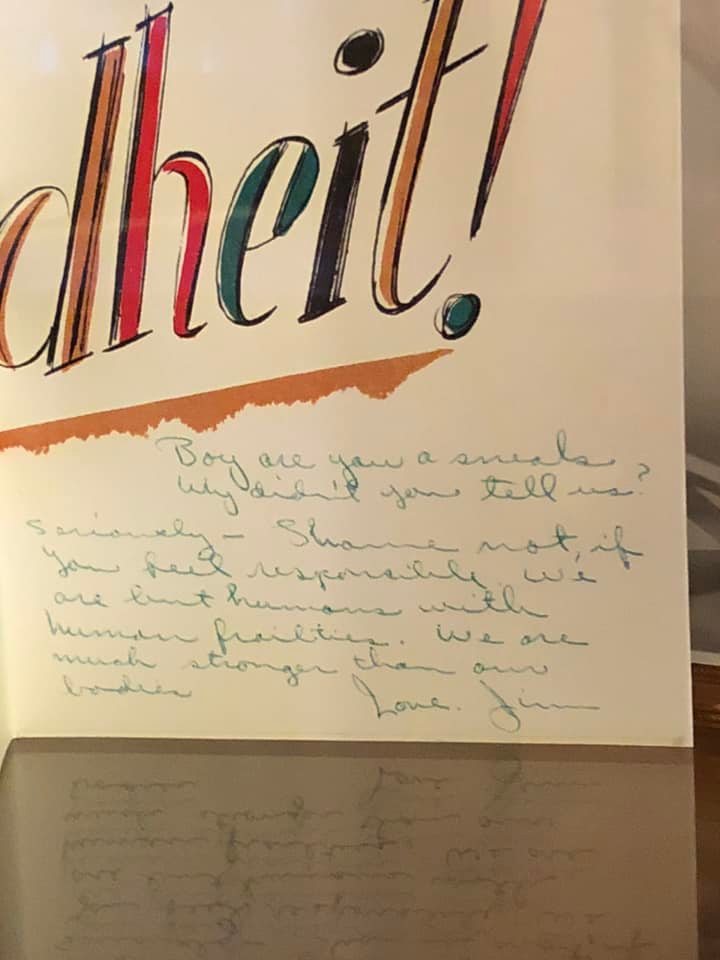 dheit!
Boy are you a sneak
Why didn't you tell us?
Seriously - Shame not, if
you feel responsible. We
are but humans with
human frailties. We are
much stronger than our
bodies
Love. Jim